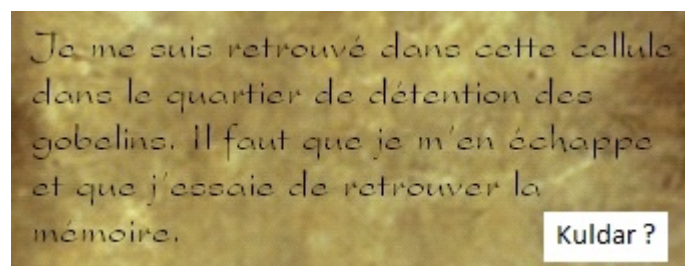 Je me suis retrouvé dans cette cellule
dans le quartier de détention des
gobelins. Il faut que je m'en échappe
et que j'essaie de retrouver la
mémoire.
Kuldar ?